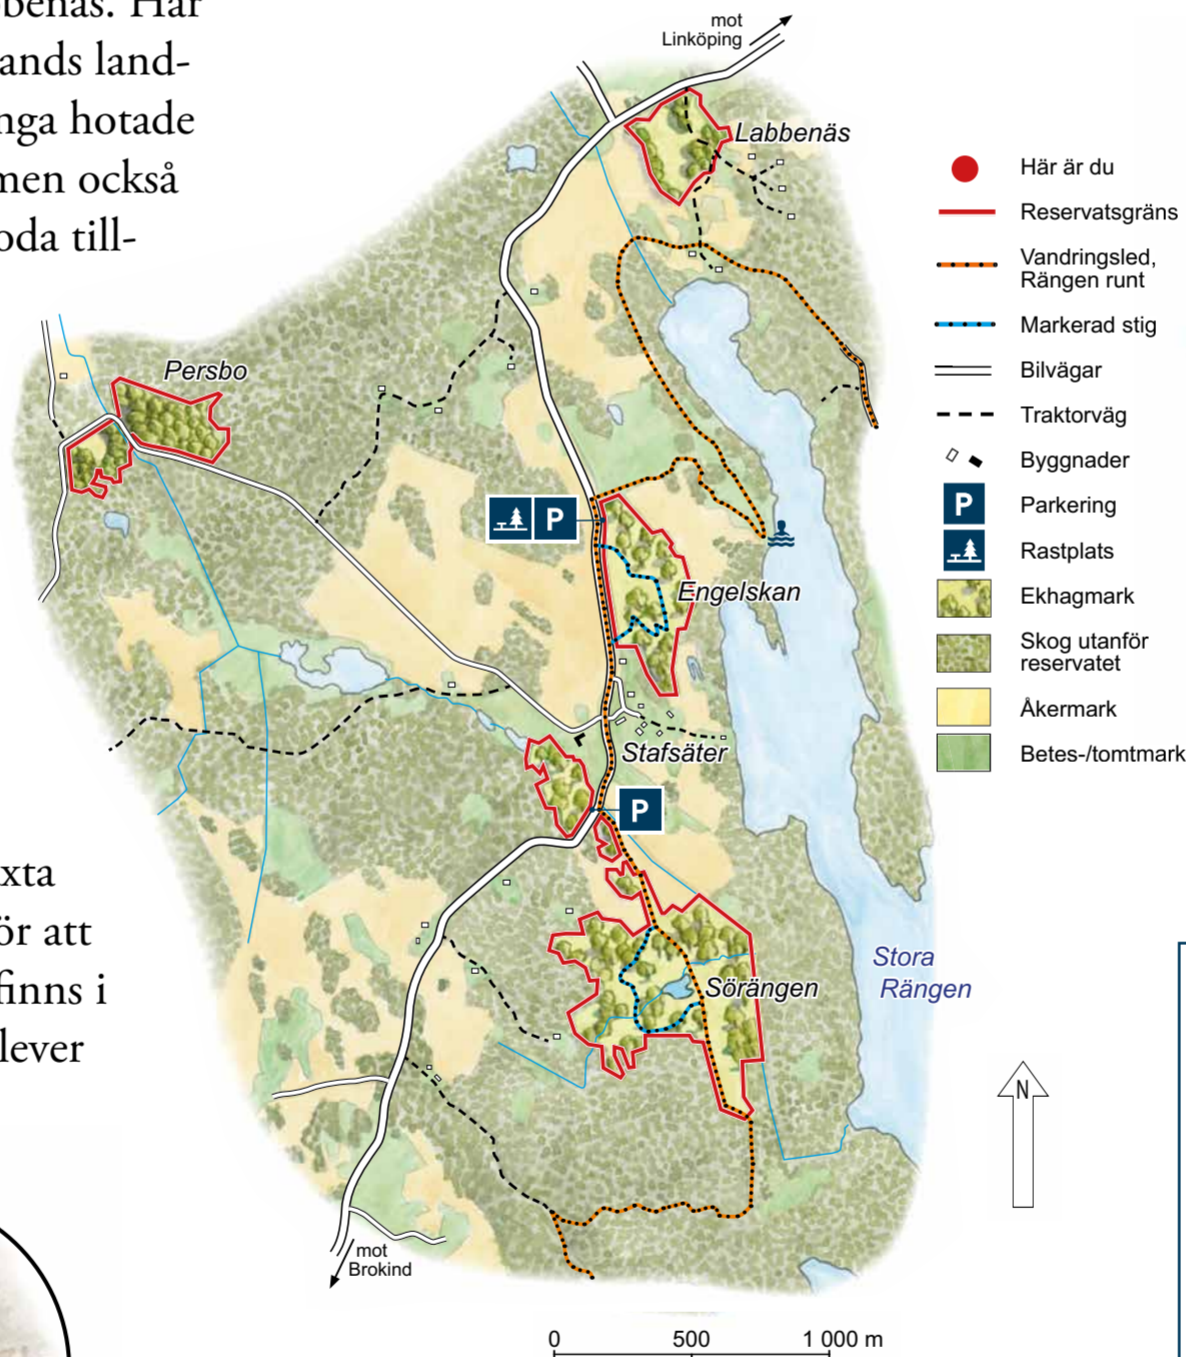 ands land-
nga hotade
men också
oda till-
mot
Linköping
Labbenäs
Persbo
P
Engelskan
Stafsäter
P
xta
ör att
finns i
lever
Sörängen
Stora
Rängen
mot
Brokind
Här är du
Reservatsgräns
Vandringsled,
Rängen runt
Markerad stig
Bilvägar
Traktorväg
Byggnader
P
Parkering
Rastplats
Ekhagmark
Skog utanför
reservatet
Åkermark
Betes-/tomtmark
N
0 500 1 000 m